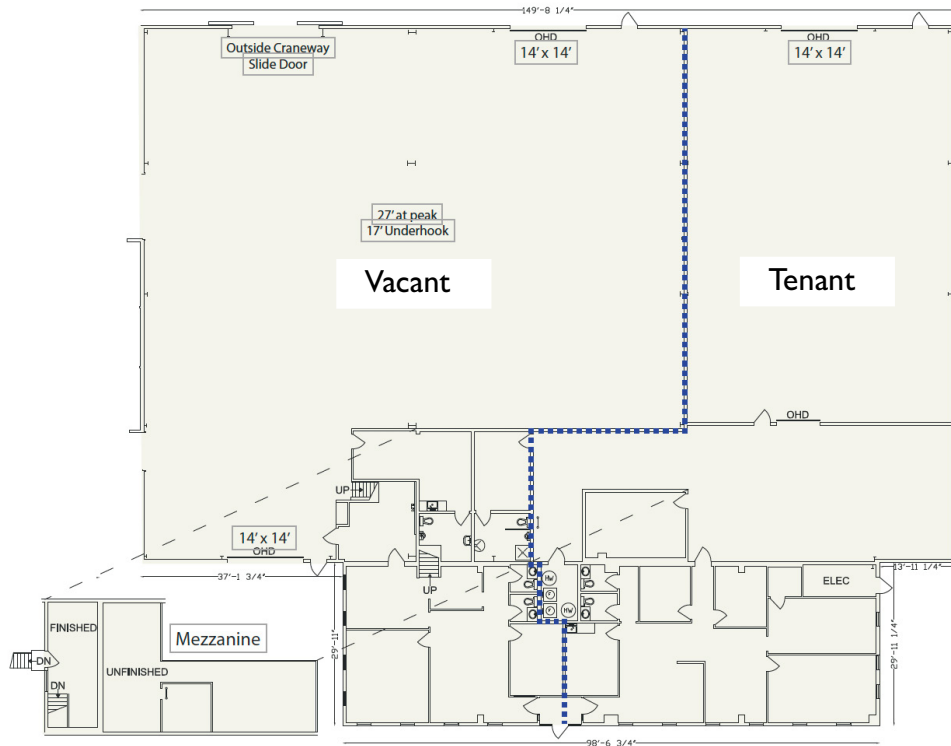 149'-8 1/4"
Outside Craneway
Slide Door
OHD
14' x 14'
OHD
14' x 14'
27' at peak
17' Underhook
Vacant
Tenant
OHD
UP
14' x 14'
OHD
37'-1 3/4"
UP
HW
HW
ELEC
13'-11 1/4"
FINISHED
Mezzanine
DN
UNFINISHED
DN
29'-11"
29'-11 1/4"
98'-6 3/4"